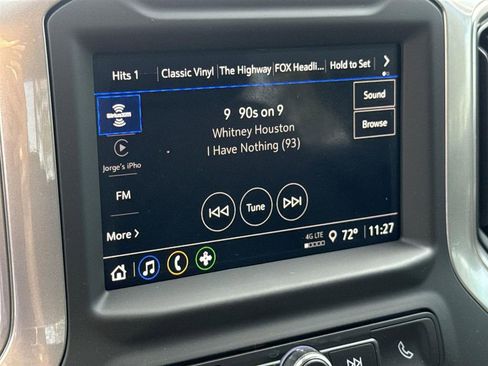 Hits 1 Classic Vinyl The Highway FOX Headli... Hold to Set
SiriusXM
9 90s on 9
Sound
Whitney Houston
Browse
I Have Nothing (93)
Jorge's iPho
FM
Tune
More
4G LTE
72° 11:27